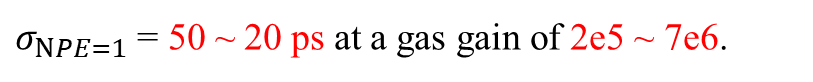 σNPE=1 = 50 ~ 20 ps at a gas gain of 2e5 ~ 7e6.